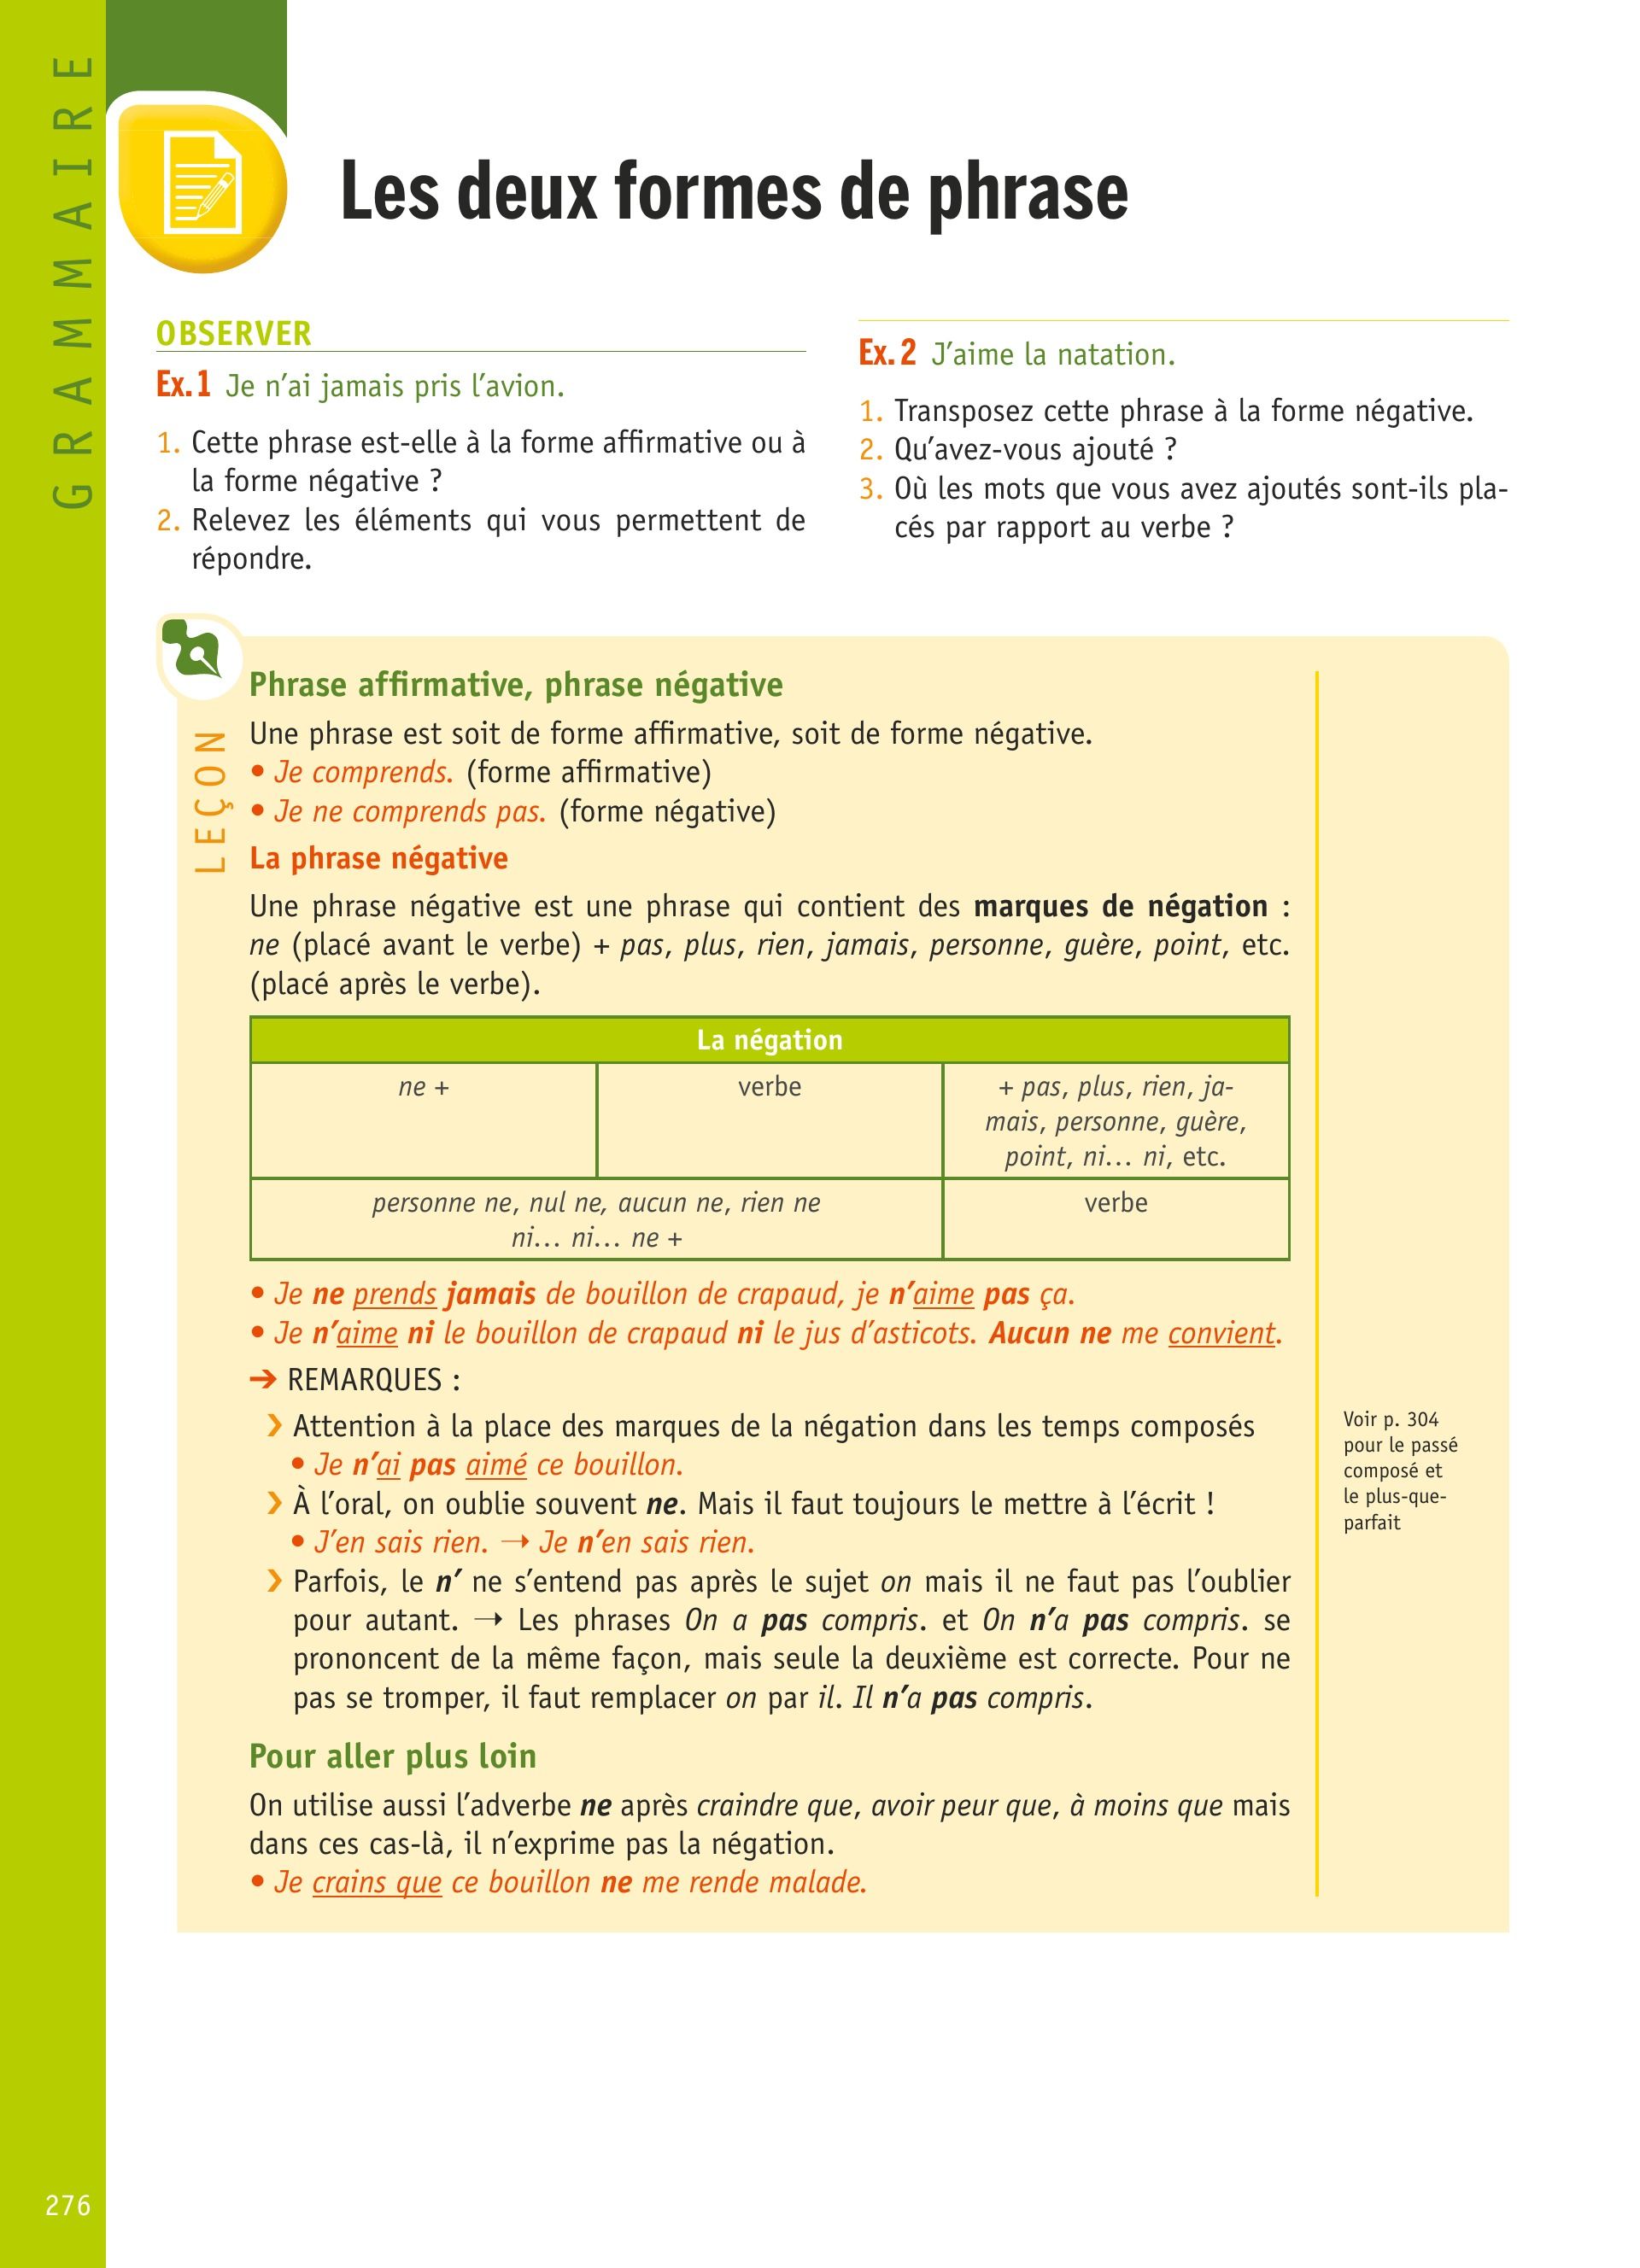 GRAMMAIRE
Les deux formes de phrase
OBSERVER
Ex. 1 Je n’ai jamais pris l’avion.
1. Cette phrase est-elle à la forme affirmative ou à
la forme négative ?
2. Relevez les éléments qui vous permettent de
répondre.
Ex. 2 J’aime la natation.
1. Transposez cette phrase à la forme négative.
2. Qu’avez-vous ajouté ?
3. Où les mots que vous avez ajoutés sont-ils pla-
cés par rapport au verbe ?
LEÇON
Phrase affirmative, phrase négative
Une phrase est soit de forme affirmative, soit de forme négative.
• Je comprends. (forme affirmative)
• Je ne comprends pas. (forme négative)
La phrase négative
Une phrase négative est une phrase qui contient des marques de négation :
ne (placé avant le verbe) + pas, plus, rien, jamais, personne, guère, point, etc.
(placé après le verbe).
La négation
ne + verbe + pas, plus, rien, ja-
mais, personne, guère,
point, ni… ni, etc.
personne ne, nul ne, aucun ne, rien ne verbe
ni… ni… ne +
• Je ne prends jamais de bouillon de crapaud, je n’aime pas ça.
• Je n’aime ni le bouillon de crapaud ni le jus d’asticots. Aucun ne me convient.
➔ REMARQUES :
› Attention à la place des marques de la négation dans les temps composés
• Je n’ai pas aimé ce bouillon.
› À l’oral, on oublie souvent ne. Mais il faut toujours le mettre à l’écrit !
• J’en sais rien. → Je n’en sais rien.
› Parfois, le n’ ne s’entend pas après le sujet on mais il ne faut pas l’oublier
pour autant. → Les phrases On a pas compris. et On n’a pas compris. se
prononcent de la même façon, mais seule la deuxième est correcte. Pour ne
pas se tromper, il faut remplacer on par il. Il n’a pas compris.
Voir p. 304
pour le passé
composé et
le plus-que-
parfait
Pour aller plus loin
On utilise aussi l’adverbe ne après craindre que, avoir peur que, à moins que mais
dans ces cas-là, il n’exprime pas la négation.
• Je crains que ce bouillon ne me rende malade.
276